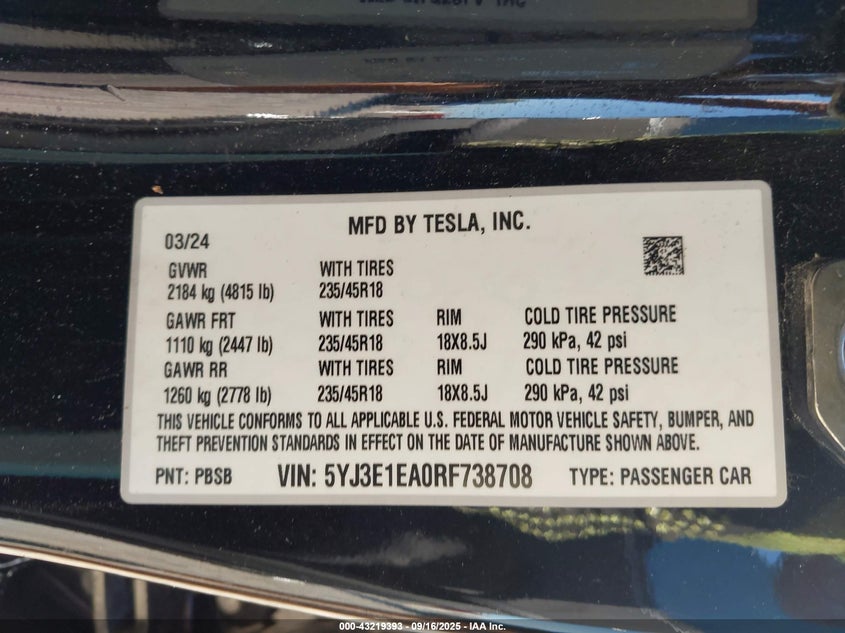 MFD BY TESLA, INC.
03/24
GVWR WITH TIRES
2184 kg (4815 lb) 235/45R18
GAWR FRT WITH TIRES RIM COLD TIRE PRESSURE
1110 kg (2447 lb) 235/45R18 18X8.5J 290 kPa, 42 psi
GAWR RR WITH TIRES RIM COLD TIRE PRESSURE
1260 kg (2778 lb) 235/45R18 18X8.5J 290 kPa, 42 psi
THIS VEHICLE CONFORMS TO ALL APPLICABLE U.S. FEDERAL MOTOR VEHICLE SAFETY, BUMPER, AND
THEFT PREVENTION STANDARDS IN EFFECT ON THE DATE OF MANUFACTURE SHOWN ABOVE.
PNT: PBSB VIN: 5YJ3E1EA0RF738708 TYPE: PASSENGER CAR
000-43219393 - 09/16/2025 - IAA Inc.